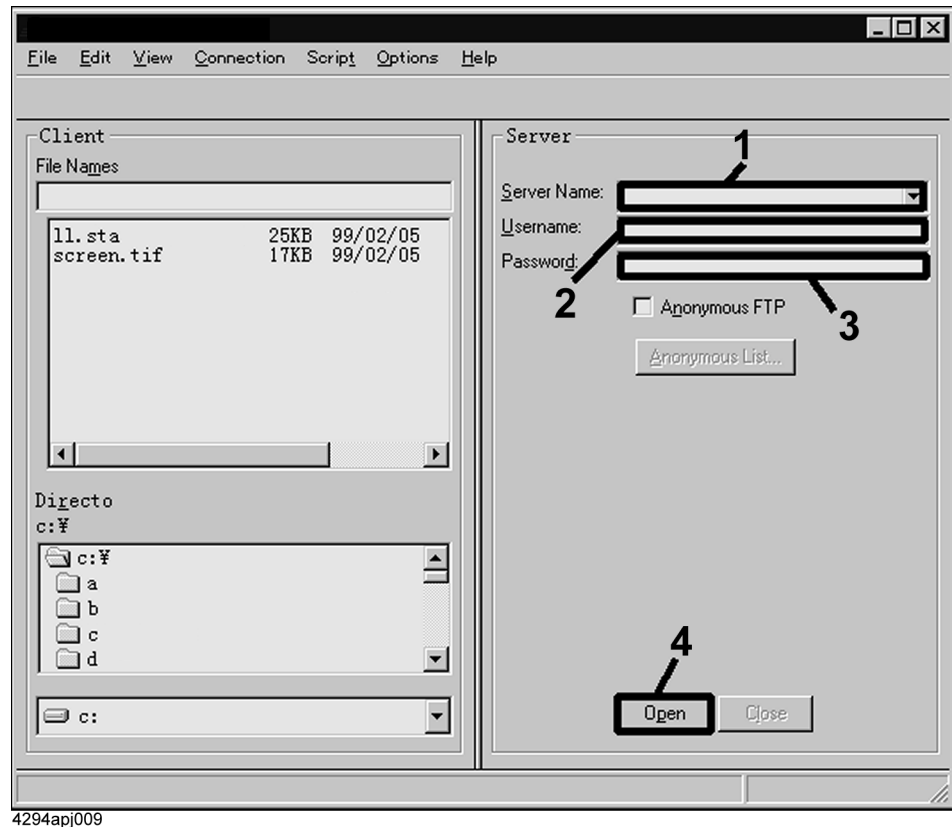 File Edit View Connection Script Options Help
Client
File Names
ll.sta 25KB 99/02/05
screen.tif 17KB 99/02/05
Directo
c:¥
c:¥
a
b
c
d
c:
Server
1
Server Name:
Username:
Password:
2
3
Anonymous FTP
Anonymous List...
4
Open Close
4294apj009